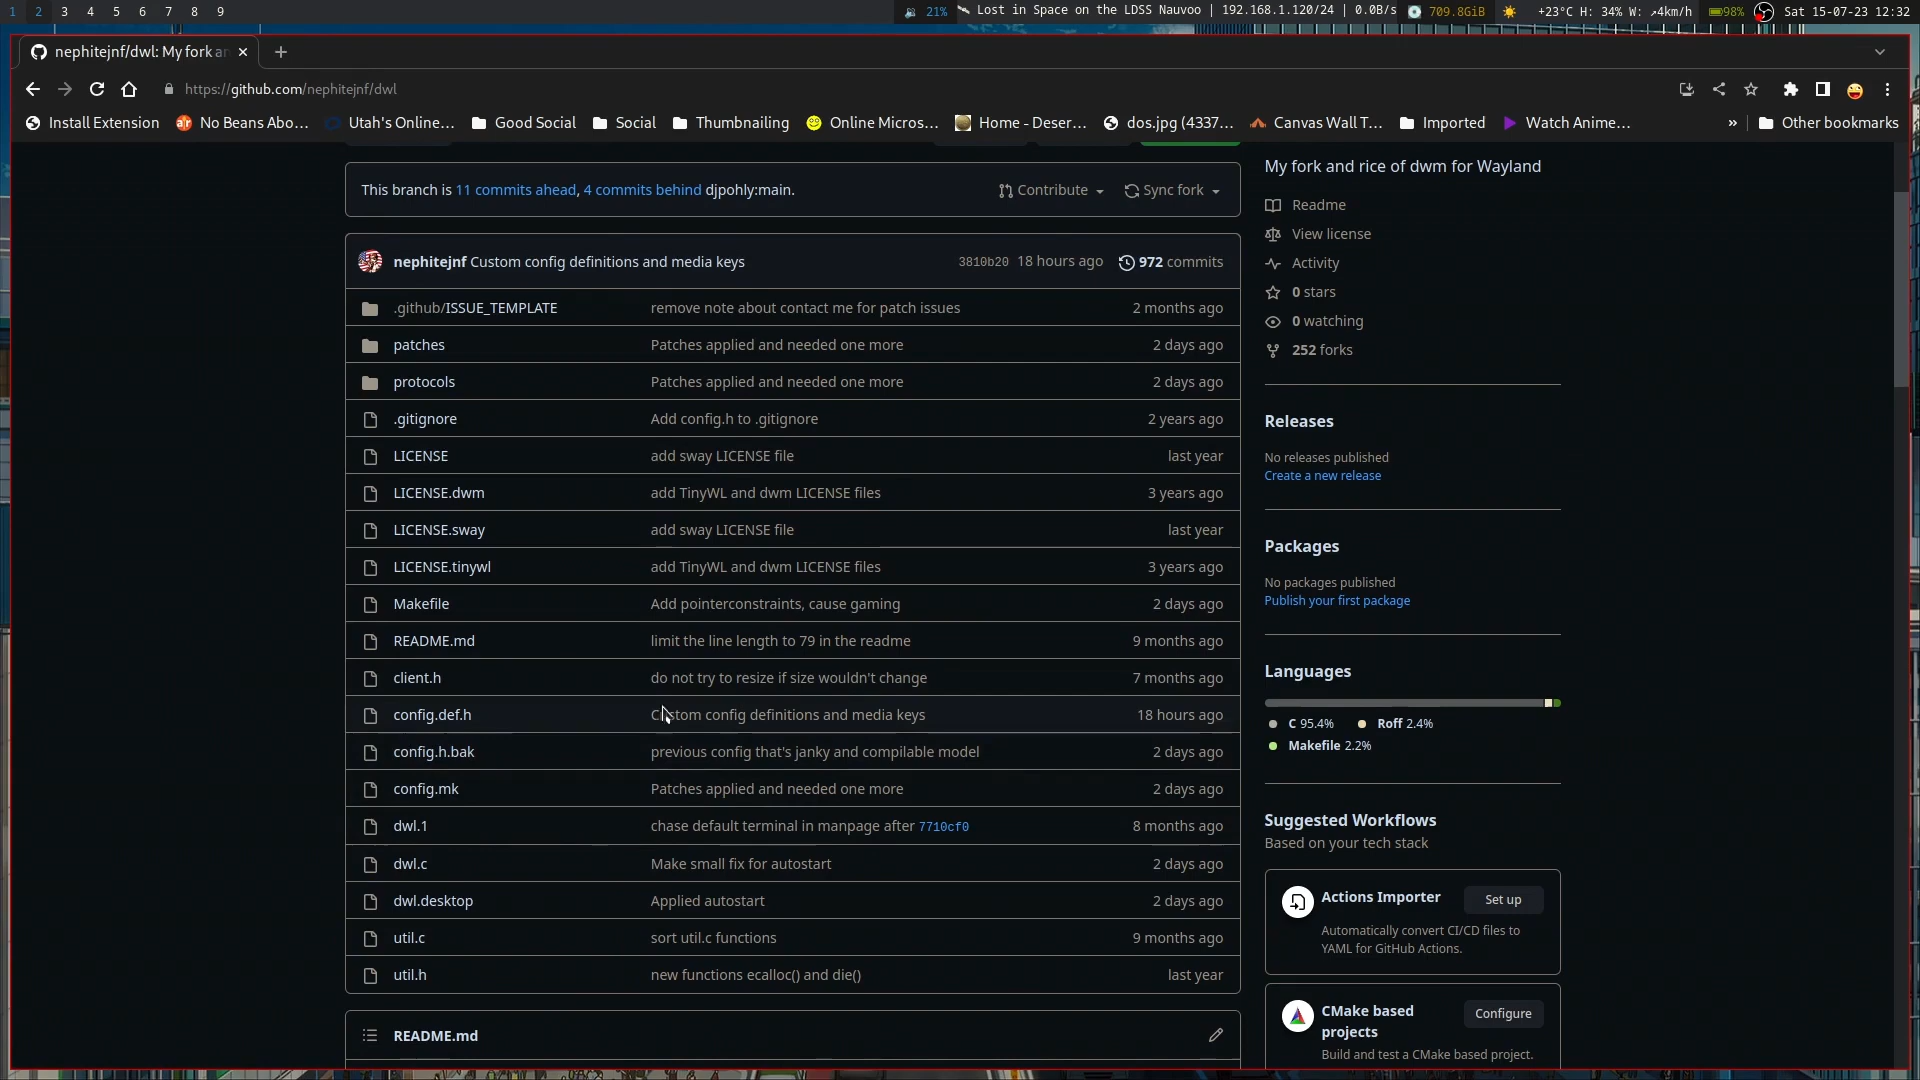 1 2 3 4 5 6 7 8 9
21% Lost in Space on the LDSS Nauvoo | 192.168.1.120/24 | 0.0B/s 709.8GiB +23°C H: 34% W: ↗4km/h 98% Sat 15-07-23 12:32
nephitejnf/dwl: My fork an
https://github.com/nephitejnf/dwl
Install Extension No Beans Abo... Utah's Online... Good Social Social Thumbnailing Online Micros... Home - Deser... dos.jpg (4337... Canvas Wall T... Imported Watch Anime... » Other bookmarks
This branch is 11 commits ahead, 4 commits behind djpohly:main. Contribute Sync fork
nephitejnf Custom config definitions and media keys 3810b20 18 hours ago 972 commits
.github/ISSUE_TEMPLATE remove note about contact me for patch issues 2 months ago
patches Patches applied and needed one more 2 days ago
protocols Patches applied and needed one more 2 days ago
.gitignore Add config.h to .gitignore 2 years ago
LICENSE add sway LICENSE file last year
LICENSE.dwm add TinyWL and dwm LICENSE files 3 years ago
LICENSE.sway add sway LICENSE file last year
LICENSE.tinywl add TinyWL and dwm LICENSE files 3 years ago
Makefile Add pointerconstraints, cause gaming 2 days ago
README.md limit the line length to 79 in the readme 9 months ago
client.h do not try to resize if size wouldn't change 7 months ago
config.def.h Custom config definitions and media keys 18 hours ago
config.h.bak previous config that's janky and compilable model 2 days ago
config.mk Patches applied and needed one more 2 days ago
dwl.1 chase default terminal in manpage after 7710cf0 8 months ago
dwl.c Make small fix for autostart 2 days ago
dwl.desktop Applied autostart 2 days ago
util.c sort util.c functions 9 months ago
util.h new functions ecalloc() and die() last year
README.md
My fork and rice of dwm for Wayland
Readme
View license
Activity
0 stars
0 watching
252 forks
Releases
No releases published
Create a new release
Packages
No packages published
Publish your first package
Languages
C 95.4% Roff 2.4%
Makefile 2.2%
Suggested Workflows
Based on your tech stack
Actions Importer Set up
Automatically convert CI/CD files to
YAML for GitHub Actions.
CMake based Configure
projects
Build and test a CMake based project.